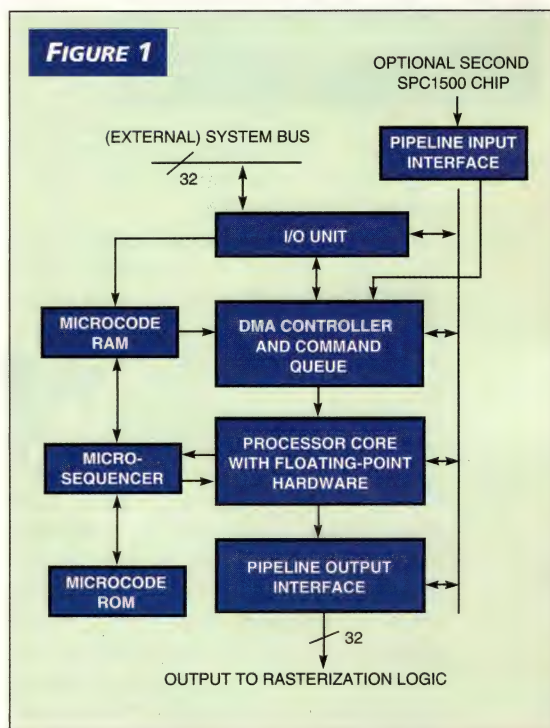 FIGURE 1
OPTIONAL SECOND
SPC1500 CHIP
(EXTERNAL) SYSTEM BUS
32
PIPELINE INPUT
INTERFACE
I/O UNIT
MICROCODE
RAM
DMA CONTROLLER
AND COMMAND
QUEUE
MICRO-
SEQUENCER
PROCESSOR CORE
WITH FLOATING-POINT
HARDWARE
MICROCODE
ROM
PIPELINE OUTPUT
INTERFACE
32
OUTPUT TO RASTERIZATION LOGIC